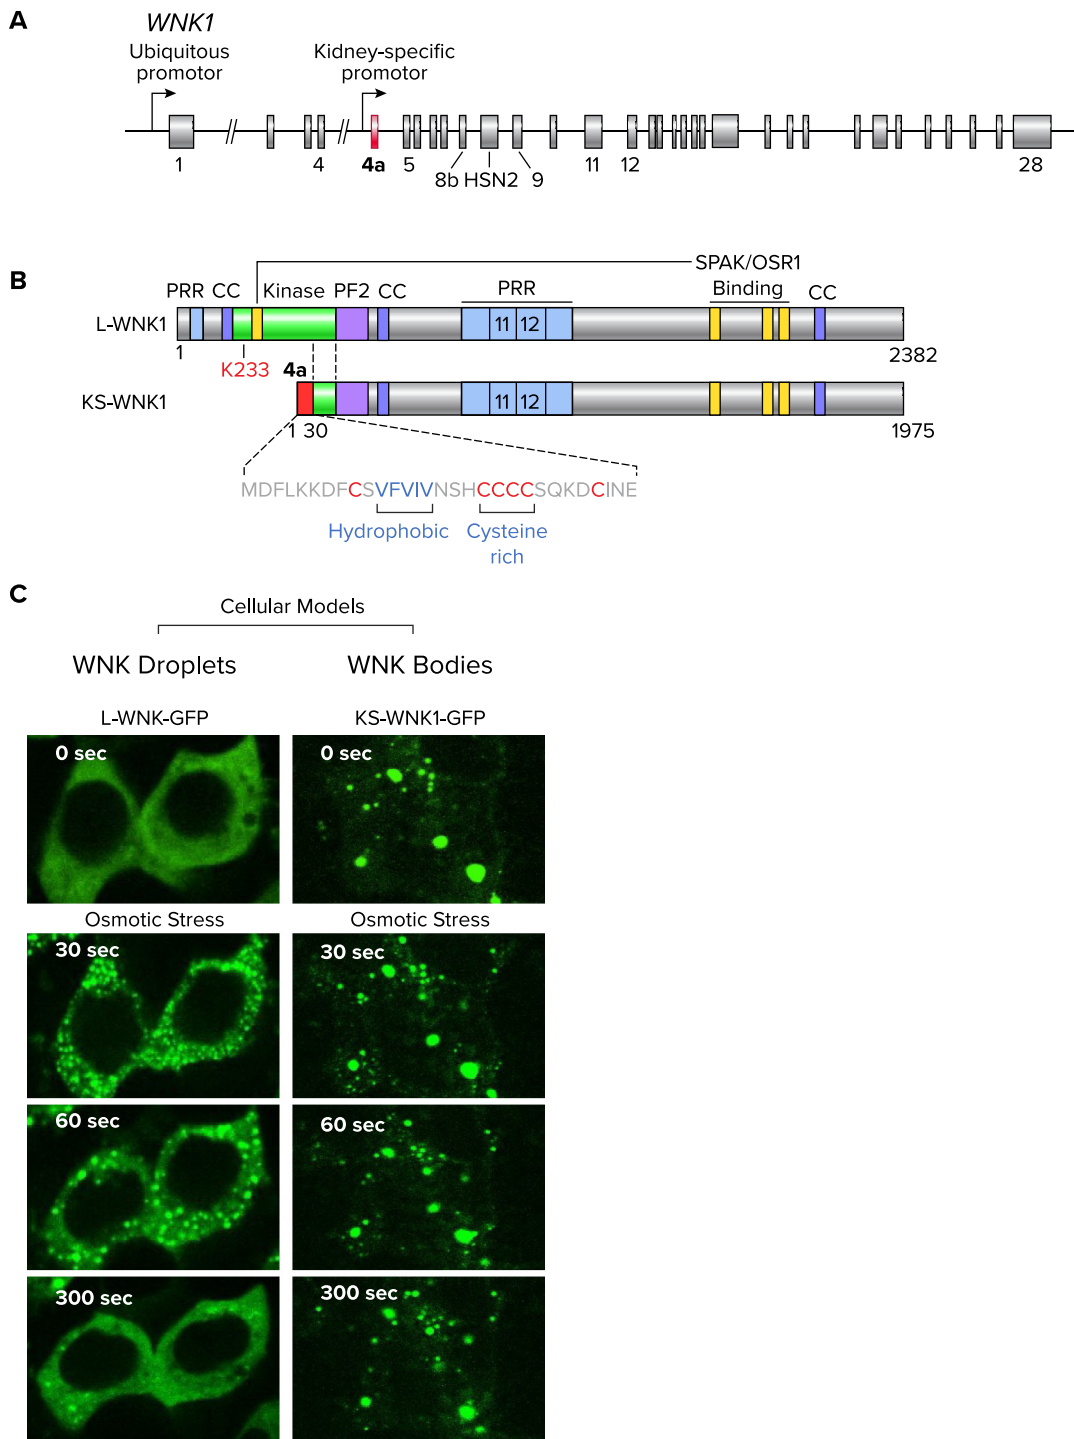 A
WNK1
Ubiquitous
promotor
Kidney-specific
promotor
1
4
4a
5
8b
HSN2
9
11
12
28
B
SPAK/OSR1
Binding
PRR
CC
Kinase
PF2
CC
PRR
CC
L-WNK1
11
12
1
2382
K233
4a
KS-WNK1
11
12
1
30
1975
MDFLKKDFCSVFVIVNSHCCCCSQKDCINE
Hydrophobic
Cysteine
rich
C
Cellular Models
WNK Droplets
WNK Bodies
L-WNK-GFP
KS-WNK1-GFP
0 sec
0 sec
Osmotic Stress
Osmotic Stress
30 sec
30 sec
60 sec
60 sec
300 sec
300 sec